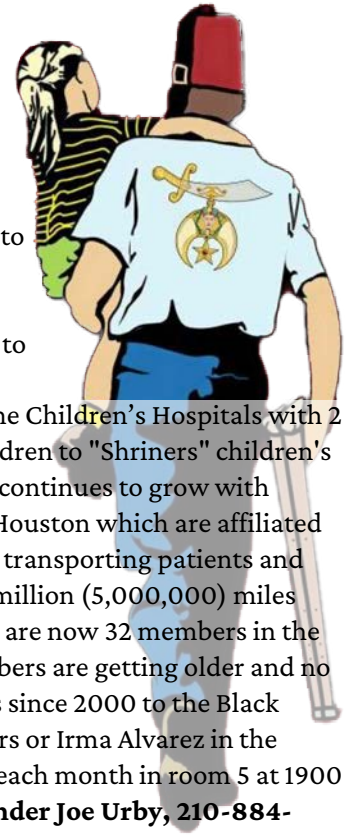 to
to
ne Children's Hospitals with 2
dren to "Shriners" children's
continues to grow with
Houston which are affiliated
transporting patients and
million (5,000,000) miles
are now 32 members in the
bers are getting older and no
s since 2000 to the Black
rs or Irma Alvarez in the
each month in room 5 at 1900
nder Joe Urby, 210-884-